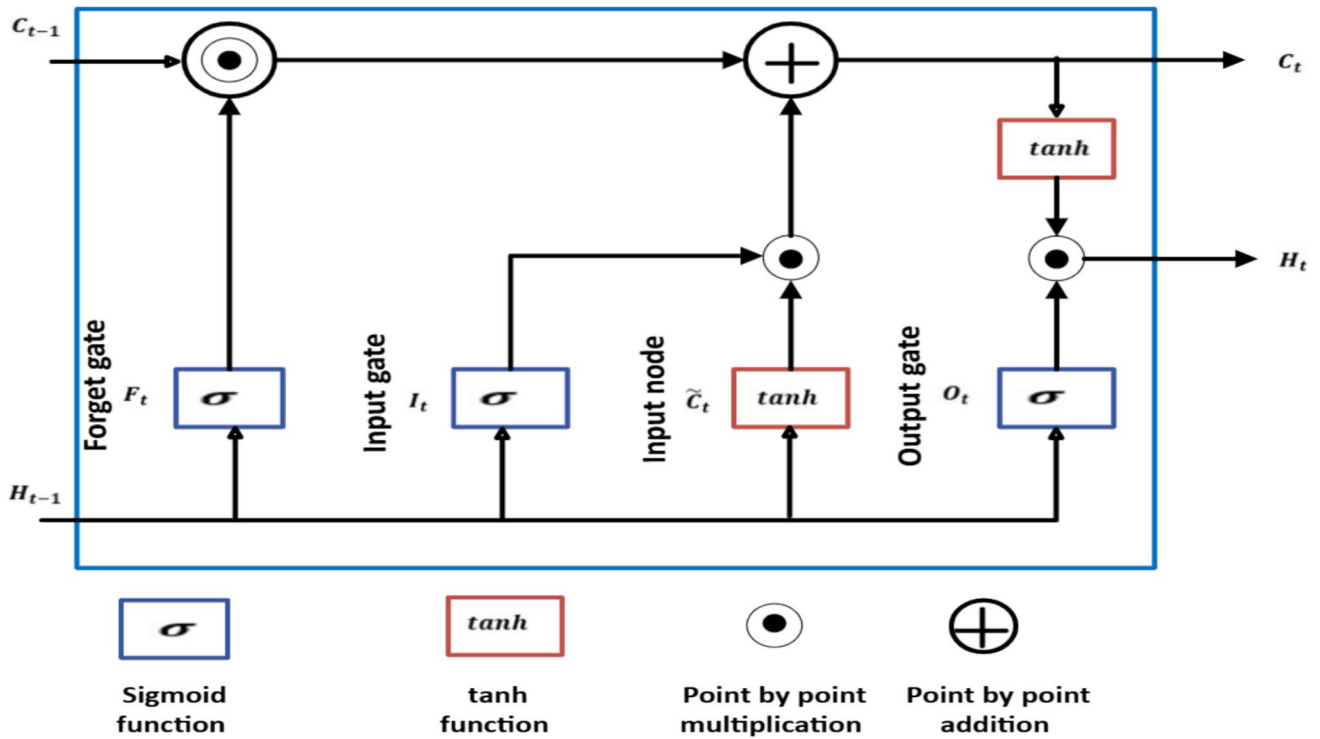 C_{t−1}
C_t
tanh
H_t
Forget gate
F_t
σ
Input gate
I_t
σ
Input node
C̃_t
tanh
Output gate
O_t
σ
H_{t−1}
σ
tanh
Sigmoid
function
tanh
function
Point by point
multiplication
Point by point
addition